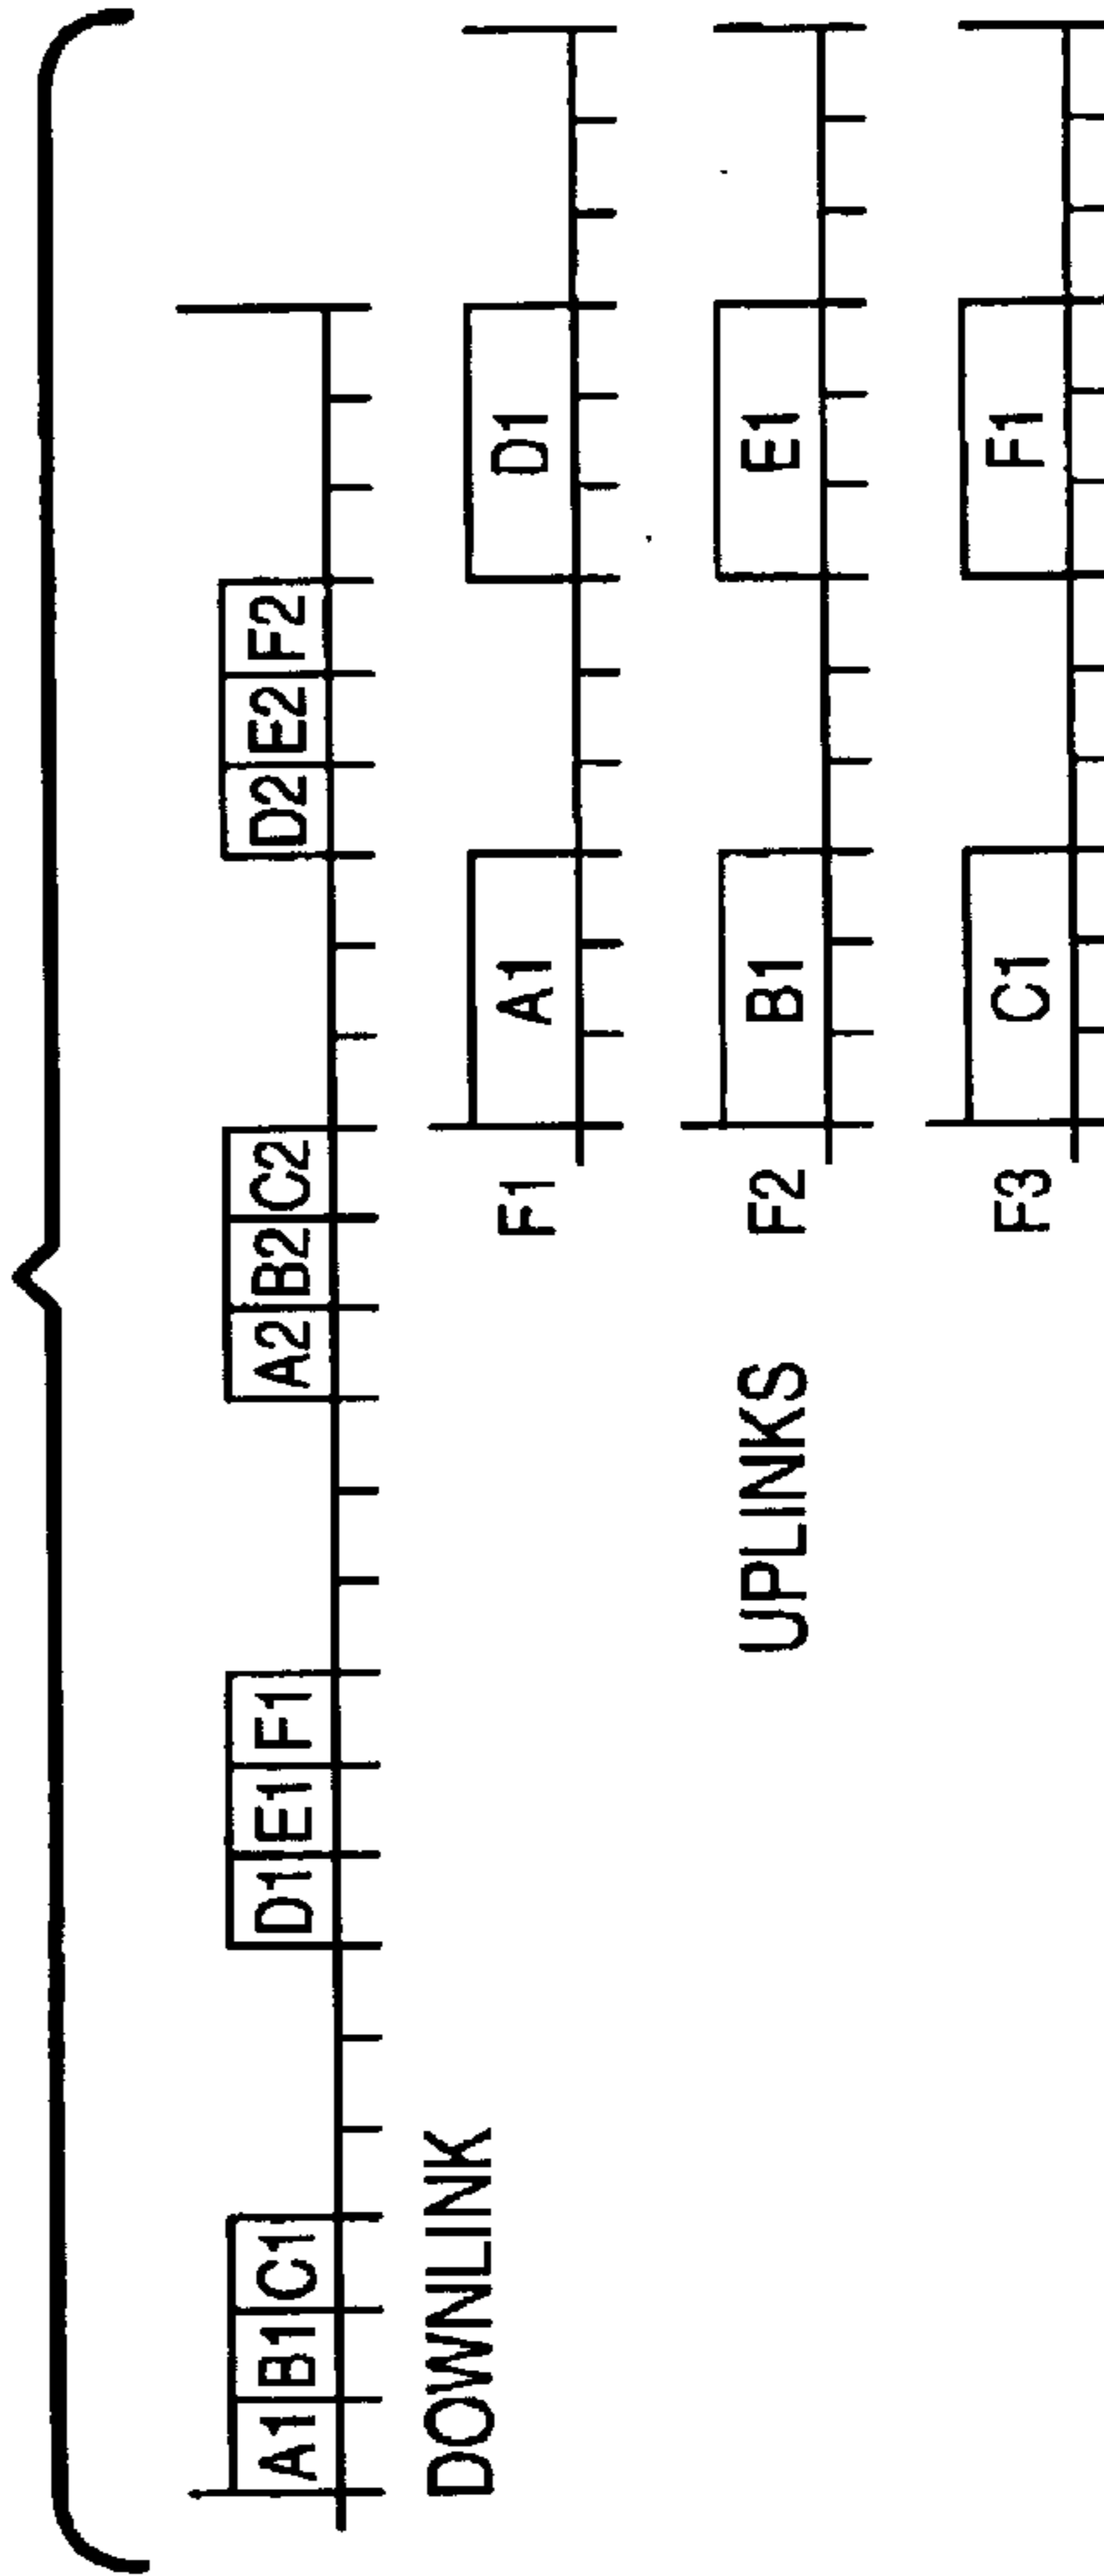 A1 B1 C1 D1 E1 F1 A2 B2 C2 D2 E2 F2
DOWNLINK
F1 A1 D1
UPLINKS
F2 B1 E1
F3 C1 F1